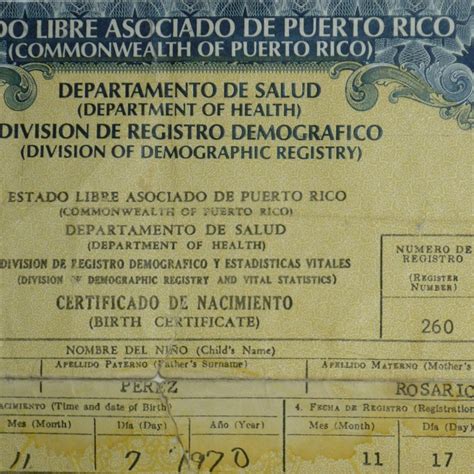 DO LIBRE ASOCIADO DE PUERTO RICO
(COMMONWEALTH OF PUERTO RICO)
DEPARTAMENTO DE SALUD
(DEPARTMENT OF HEALTH)
DIVISION DE REGISTRO DEMOGRAFICO
(DIVISION OF DEMOGRAPHIC REGISTRY)
ESTADO LIBRE ASOCIADO DE PUERTO RICO
(COMMONWEALTH OF PUERTO RICO)
DEPARTAMENTO DE SALUD
(DEPARTMENT OF HEALTH)
DIVISION DE REGISTRO DEMOGRAFICO Y ESTADISTICAS VITALES
(DIVISION OF DEMOGRAPHIC REGISTRY AND VITAL STATISTICS)
CERTIFICADO DE NACIMIENTO
(BIRTH CERTIFICATE)
NUMERO DE
REGISTRO
(REGISTER
NUMBER)
260
NOMBRE DEL NIÑO (Child's Name)
APELLIDO PATERNO (Father's Surname) APELLIDO MATERNO (Mother's
PEREZ ROSARIO
NACIMIENTO (Time and date of Birth) 4. FECHA DE REGISTRO (Registration
Mes (Month) Día (Day) Año (Year) Mes (Month) Día (Day)
11 7 1970 11 17